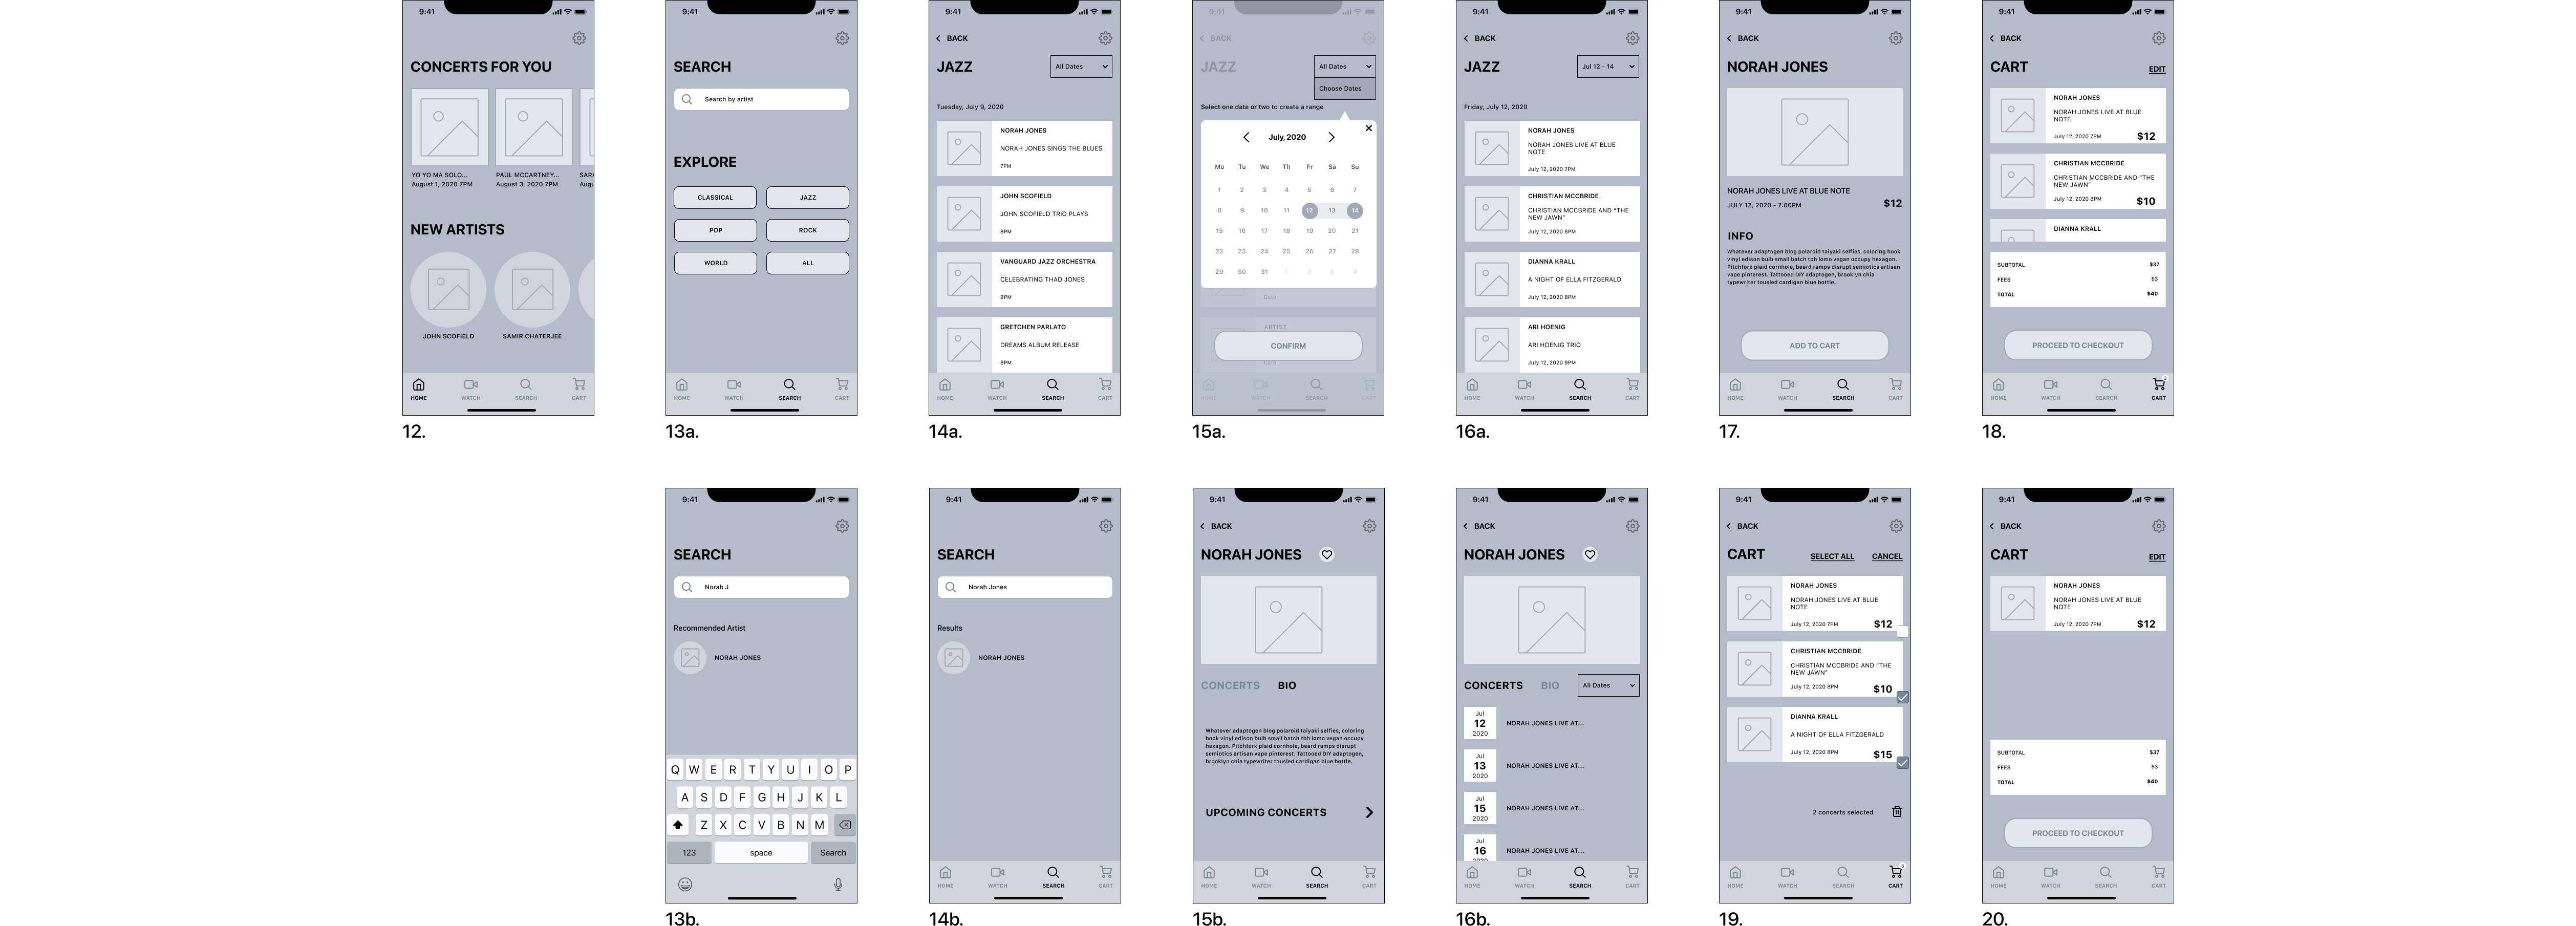 9:41
CONCERTS FOR YOU
YO YO MA SOLO...
August 1, 2020 7PM
PAUL MCCARTNEY...
August 3, 2020 7PM
SARA
Augu
NEW ARTISTS
JOHN SCOFIELD
SAMIR CHATERJEE
HOME
WATCH
SEARCH
CART
12.
9:41
SEARCH
Search by artist
EXPLORE
CLASSICAL
JAZZ
POP
ROCK
WORLD
ALL
HOME
WATCH
SEARCH
CART
13a.
9:41
BACK
JAZZ
All Dates
Tuesday, July 9, 2020
NORAH JONES
NORAH JONES SINGS THE BLUES
7PM
JOHN SCOFIELD
JOHN SCOFIELD TRIO PLAYS
8PM
VANGUARD JAZZ ORCHESTRA
CELEBRATING THAD JONES
8PM
GRETCHEN PARLATO
DREAMS ALBUM RELEASE
8PM
HOME
WATCH
SEARCH
CART
14a.
9:41
BACK
JAZZ
All Dates
Choose Dates
Select one date or two to create a range
July, 2020
Mo Tu We Th Fr Sa Su
1 2 3 4 5 6 7
8 9 10 11 12 13 14
15 16 17 18 19 20 21
22 23 24 25 26 27 28
29 30 31 1 2 3 4
Date
ARTIST
CONFIRM
Date
HOME
WATCH
SEARCH
CART
15a.
9:41
BACK
JAZZ
Jul 12 - 14
Friday, July 12, 2020
NORAH JONES
NORAH JONES LIVE AT BLUE
NOTE
July 12, 2020 7PM
CHRISTIAN MCCBRIDE
CHRISTIAN MCCBRIDE AND “THE
NEW JAWN”
July 12, 2020 8PM
DIANNA KRALL
A NIGHT OF ELLA FITZGERALD
July 12, 2020 8PM
ARI HOENIG
ARI HOENIG TRIO
July 12, 2020 9PM
HOME
WATCH
SEARCH
CART
16a.
9:41
BACK
NORAH JONES
NORAH JONES LIVE AT BLUE NOTE
JULY 12, 2020 - 7:00PM
$12
INFO
Whatever adaptogen blog polaroid taiyaki selfies, coloring book
vinyl edison bulb small batch tbh lomo vegan occupy hexagon.
Pitchfork plaid cornhole, beard ramps disrupt semiotics artisan
vape pinterest. Tattooed DIY adaptogen, brooklyn chia
typewriter tousled cardigan blue bottle.
ADD TO CART
HOME
WATCH
SEARCH
CART
17.
9:41
BACK
CART
EDIT
NORAH JONES
NORAH JONES LIVE AT BLUE
NOTE
July 12, 2020 7PM
$12
CHRISTIAN MCCBRIDE
CHRISTIAN MCCBRIDE AND “THE
NEW JAWN”
July 12, 2020 8PM
$10
DIANNA KRALL
SUBTOTAL $37
FEES $3
TOTAL $40
PROCEED TO CHECKOUT
HOME
WATCH
SEARCH
CART
18.
9:41
SEARCH
Norah J
Recommended Artist
NORAH JONES
Q W E R T Y U I O P
A S D F G H J K L
Z X C V B N M
123 space Search
13b.
9:41
SEARCH
Norah Jones
Results
NORAH JONES
HOME
WATCH
SEARCH
CART
14b.
9:41
BACK
NORAH JONES
CONCERTS BIO
Whatever adaptogen blog polaroid taiyaki selfies, coloring
book vinyl edison bulb small batch tbh lomo vegan occupy
hexagon. Pitchfork plaid cornhole, beard ramps disrupt
semiotics artisan vape pinterest. Tattooed DIY adaptogen,
brooklyn chia typewriter tousled cardigan blue bottle.
UPCOMING CONCERTS
HOME
WATCH
SEARCH
CART
15b.
9:41
BACK
NORAH JONES
CONCERTS BIO
All Dates
Jul
12
2020
NORAH JONES LIVE AT...
Jul
13
2020
NORAH JONES LIVE AT...
Jul
15
2020
NORAH JONES LIVE AT...
Jul
16
2020
NORAH JONES LIVE AT...
HOME
WATCH
SEARCH
CART
16b.
9:41
BACK
CART
SELECT ALL
CANCEL
NORAH JONES
NORAH JONES LIVE AT BLUE
NOTE
July 12, 2020 7PM
$12
CHRISTIAN MCCBRIDE
CHRISTIAN MCCBRIDE AND “THE
NEW JAWN”
July 12, 2020 8PM
$10
DIANNA KRALL
A NIGHT OF ELLA FITZGERALD
July 12, 2020 8PM
$15
2 concerts selected
HOME
WATCH
SEARCH
CART
19.
9:41
BACK
CART
EDIT
NORAH JONES
NORAH JONES LIVE AT BLUE
NOTE
July 12, 2020 7PM
$12
SUBTOTAL $37
FEES $3
TOTAL $40
PROCEED TO CHECKOUT
HOME
WATCH
SEARCH
CART
20.